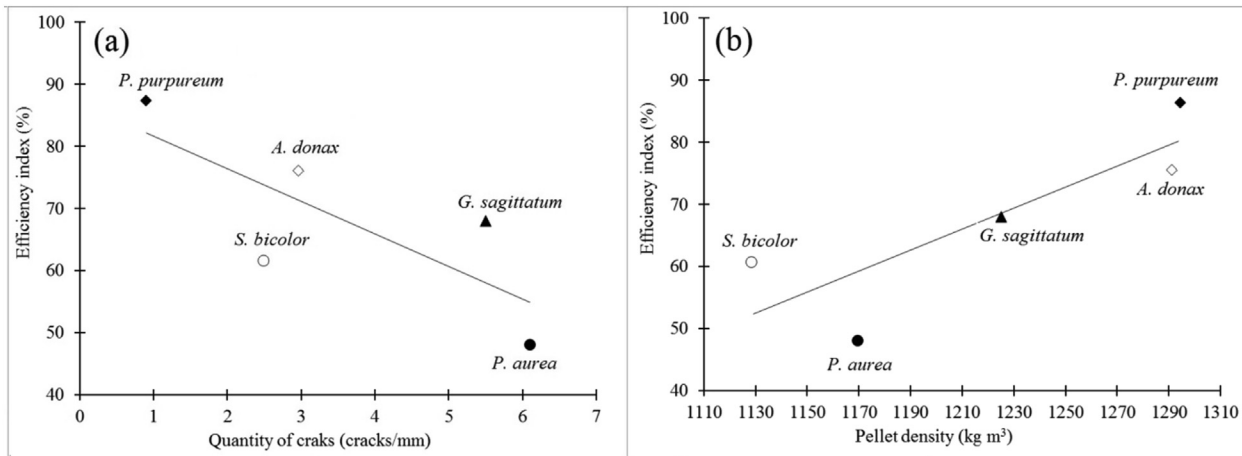 (a)
Efficiency index (%)
100
90
80
70
60
50
40
P. purpureum
A. donax
G. sagittatum
S. bicolor
P. aurea
0 1 2 3 4 5 6 7
Quantity of craks (cracks/mm)
(b)
Efficiency index (%)
100
90
80
70
60
50
40
P. purpureum
A. donax
S. bicolor
G. sagittatum
P. aurea
1110 1130 1150 1170 1190 1210 1230 1250 1270 1290 1310
Pellet density (kg m³)